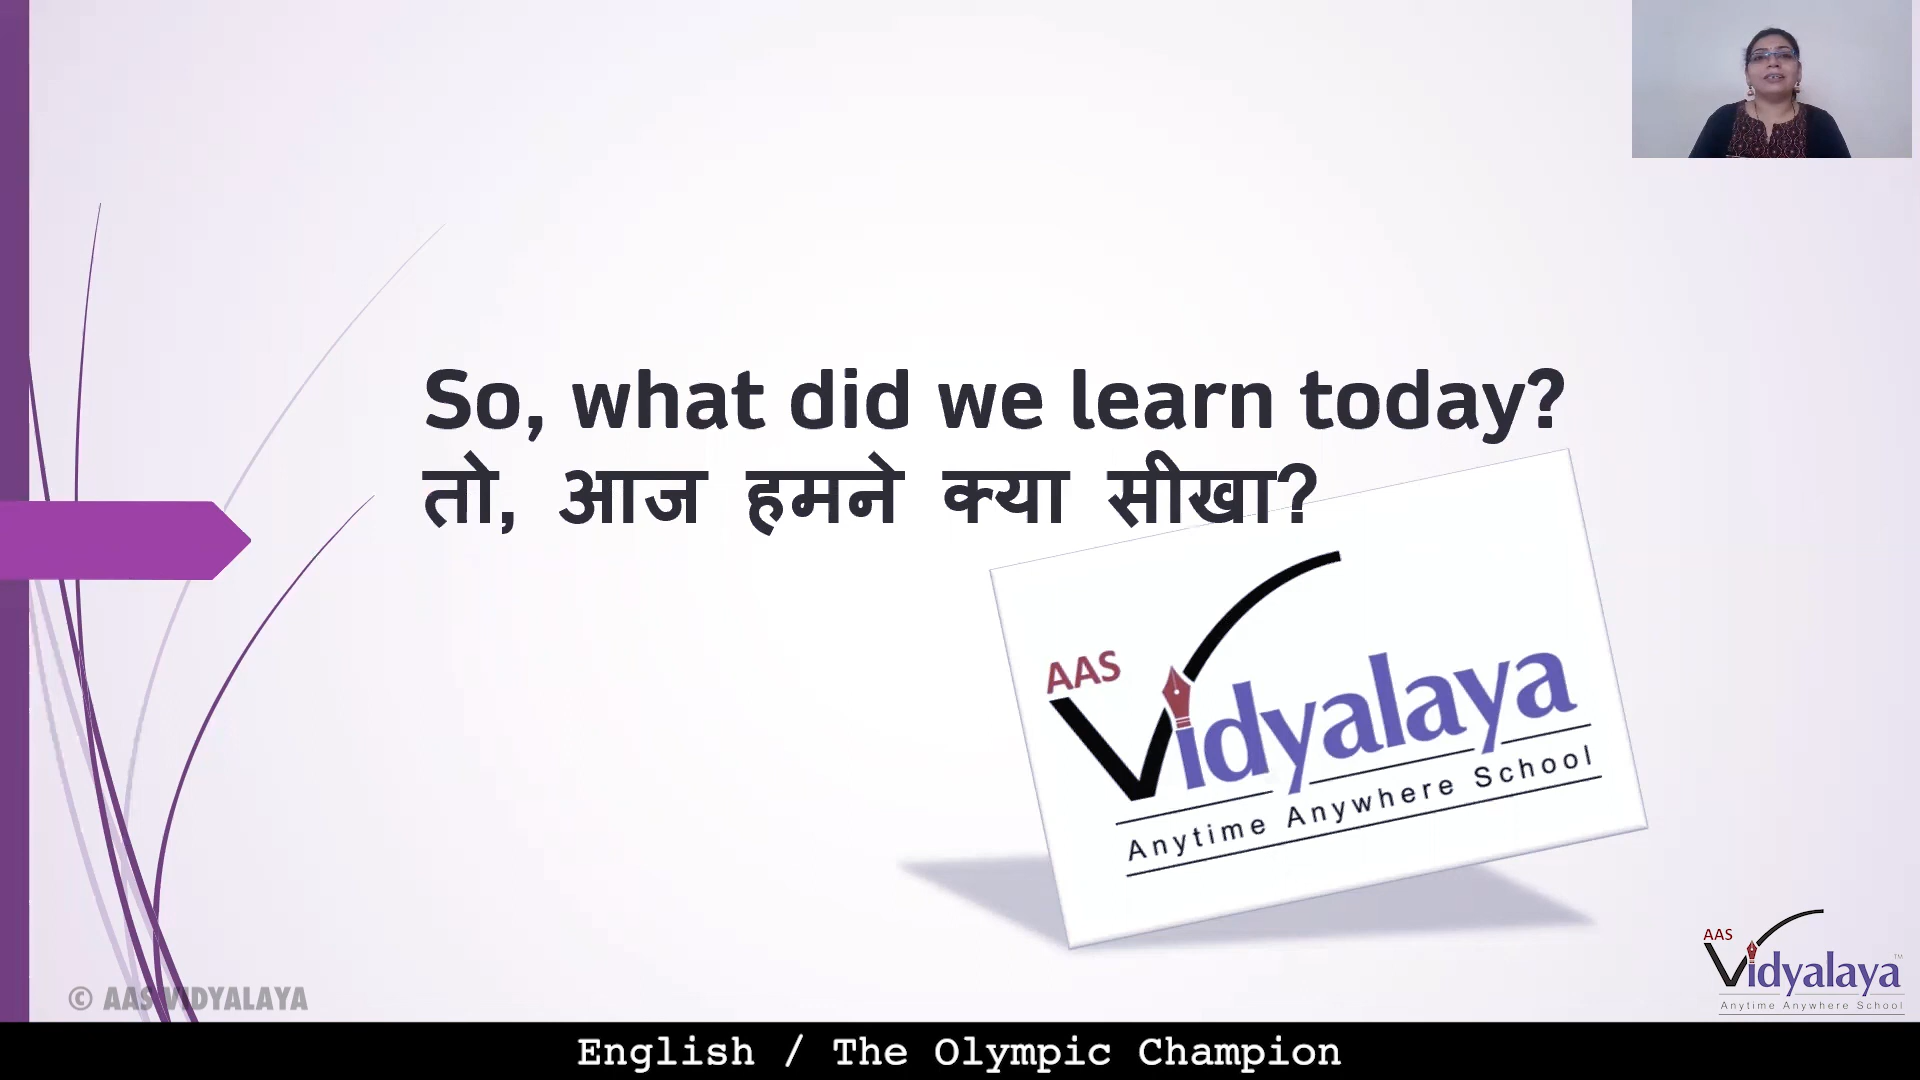 So, what did we learn today?
तो, आज हमने क्या सीखा?
AAS
Vidyalaya
Anytime Anywhere School
AAS
Vidyalaya™
Anytime Anywhere School
© AAS VIDYALAYA
English / The Olympic Champion